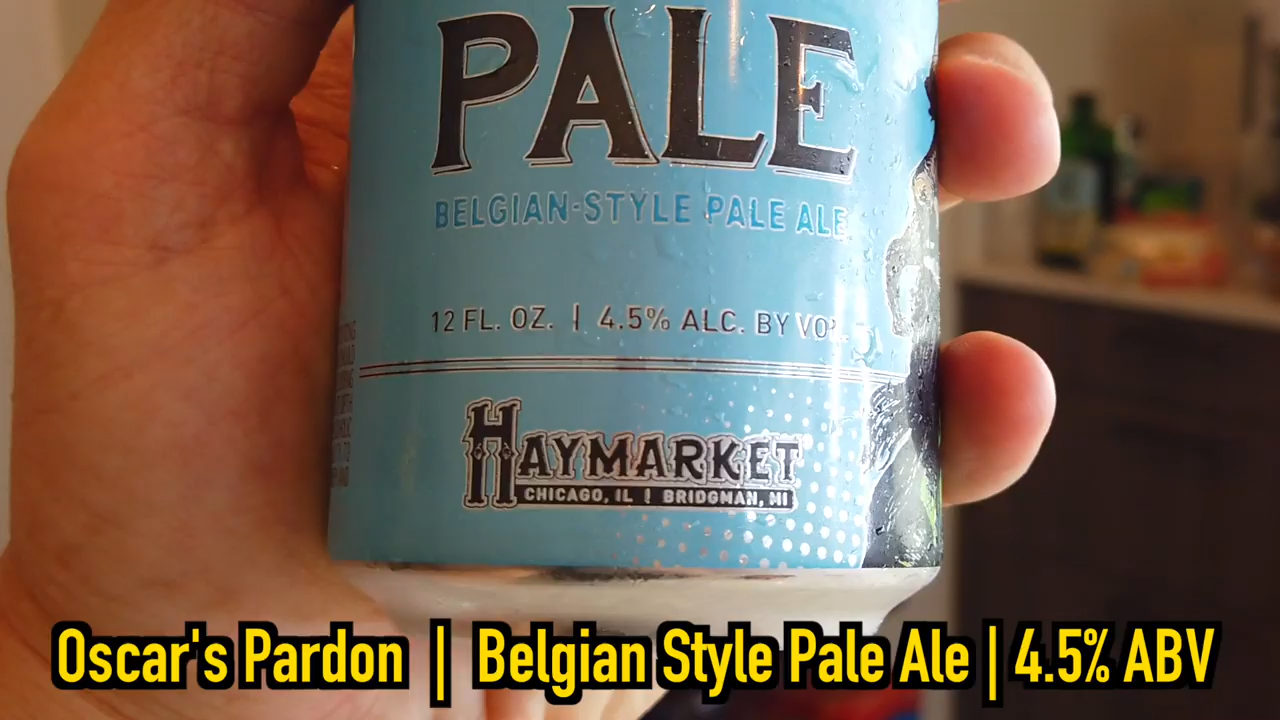 PALE
BELGIAN-STYLE PALE ALE
12 FL. OZ. | 4.5% ALC. BY VOL.
HAYMARKET
CHICAGO, IL | BRIDGMAN, MI
Oscar's Pardon | Belgian Style Pale Ale | 4.5% ABV